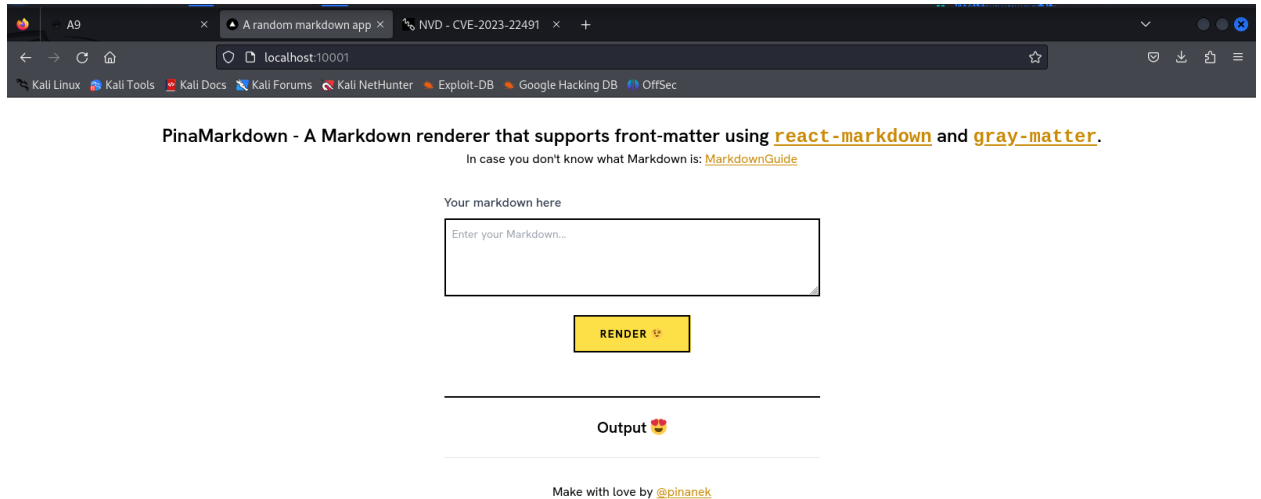 A9
A random markdown app
NVD - CVE-2023-22491
localhost:10001
Kali Linux Kali Tools Kali Docs Kali Forums Kali NetHunter Exploit-DB Google Hacking DB OffSec
PinaMarkdown - A Markdown renderer that supports front-matter using react-markdown and gray-matter.
In case you don't know what Markdown is: MarkdownGuide
Your markdown here
Enter your Markdown...
RENDER 😼
Output 😍
Make with love by @pinanek